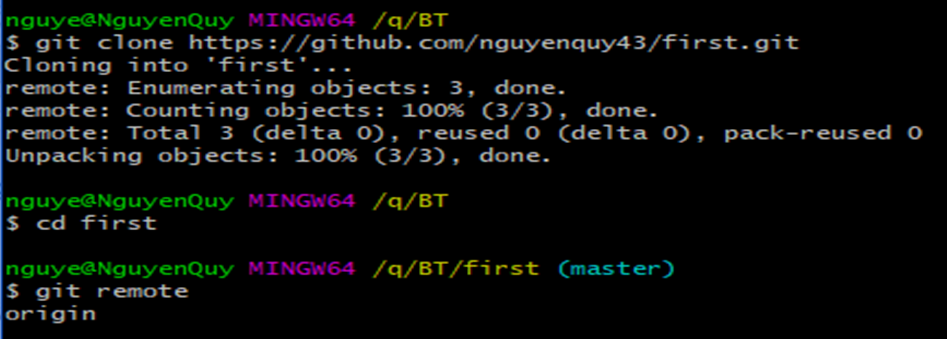 nguye@NguyenQuy MINGW64 /q/BT
$ git clone https://github.com/nguyenquy43/first.git
Cloning into 'first'...
remote: Enumerating objects: 3, done.
remote: Counting objects: 100% (3/3), done.
remote: Total 3 (delta 0), reused 0 (delta 0), pack-reused 0
Unpacking objects: 100% (3/3), done.
nguye@NguyenQuy MINGW64 /q/BT
$ cd first
nguye@NguyenQuy MINGW64 /q/BT/first (master)
$ git remote
origin